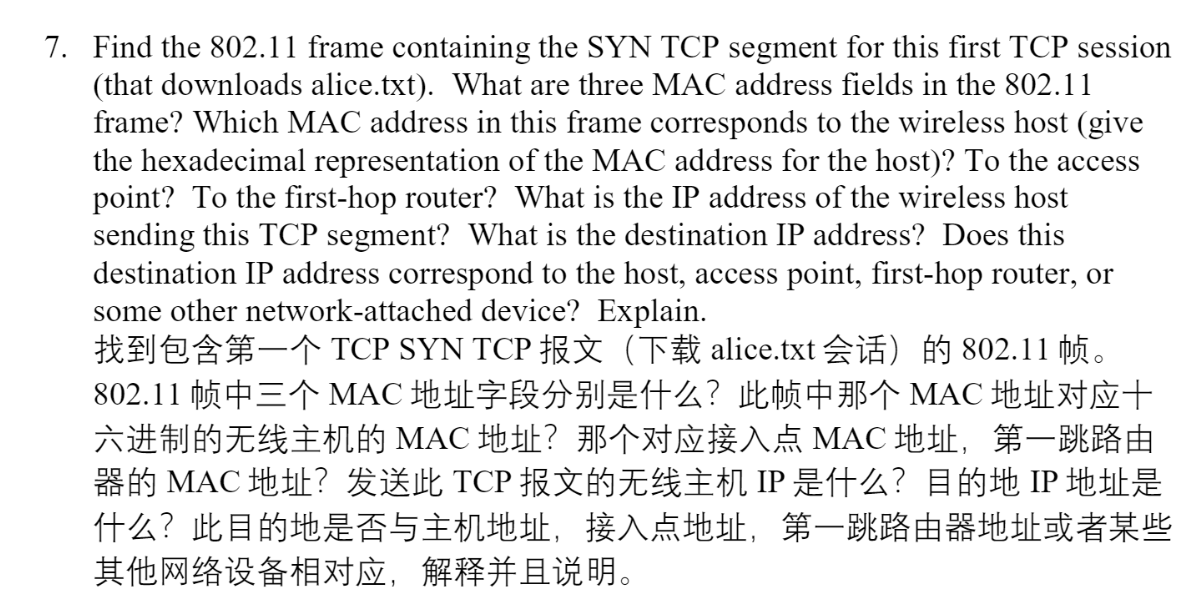 7. Find the 802.11 frame containing the SYN TCP segment for this first TCP session
(that downloads alice.txt).  What are three MAC address fields in the 802.11
frame? Which MAC address in this frame corresponds to the wireless host (give
the hexadecimal representation of the MAC address for the host)? To the access
point?  To the first-hop router?  What is the IP address of the wireless host
sending this TCP segment?  What is the destination IP address?  Does this
destination IP address correspond to the host, access point, first-hop router, or
some other network-attached device?  Explain.
找到包含第一个 TCP SYN TCP 报文（下载 alice.txt 会话）的 802.11 帧。
802.11 帧中三个 MAC 地址字段分别是什么？此帧中那个 MAC 地址对应十
六进制的无线主机的 MAC 地址？那个对应接入点 MAC 地址，第一跳路由
器的 MAC 地址？发送此 TCP 报文的无线主机 IP 是什么？目的地 IP 地址是
什么？此目的地是否与主机地址，接入点地址，第一跳路由器地址或者某些
其他网络设备相对应，解释并且说明。